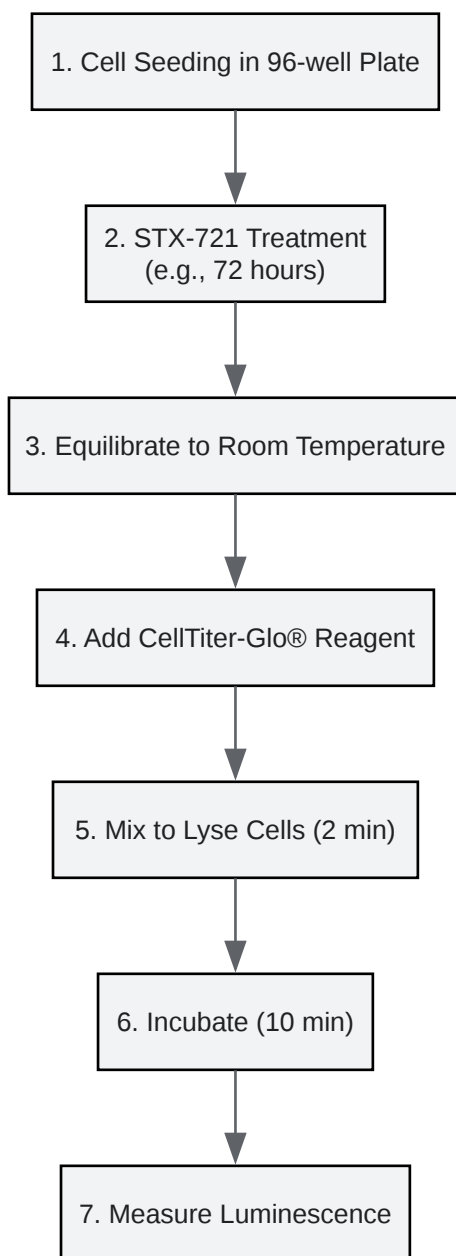 1. Cell Seeding in 96-well Plate
2. STX-721 Treatment
(e.g., 72 hours)
3. Equilibrate to Room Temperature
4. Add CellTiter-Glo® Reagent
5. Mix to Lyse Cells (2 min)
6. Incubate (10 min)
7. Measure Luminescence